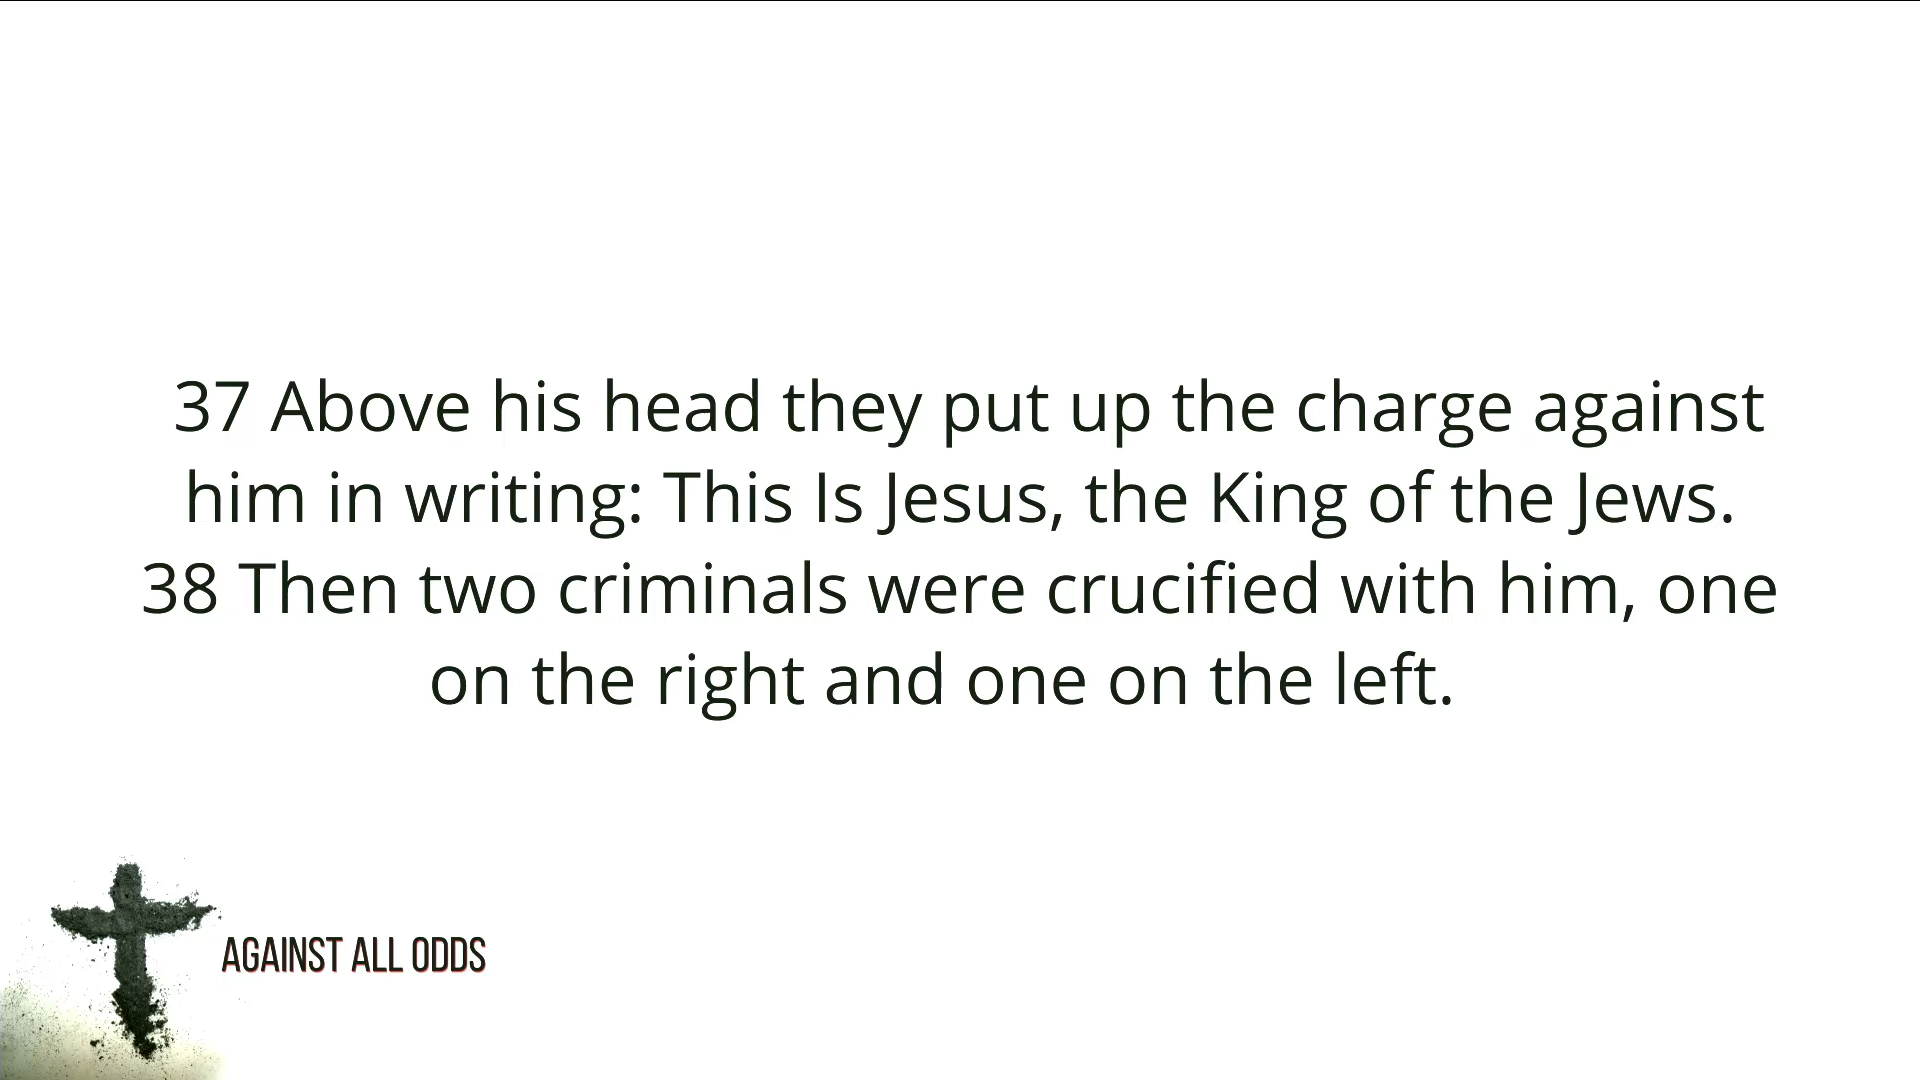 37 Above his head they put up the charge against
him in writing: This Is Jesus, the King of the Jews.
38 Then two criminals were crucified with him, one
on the right and one on the left.
AGAINST ALL ODDS